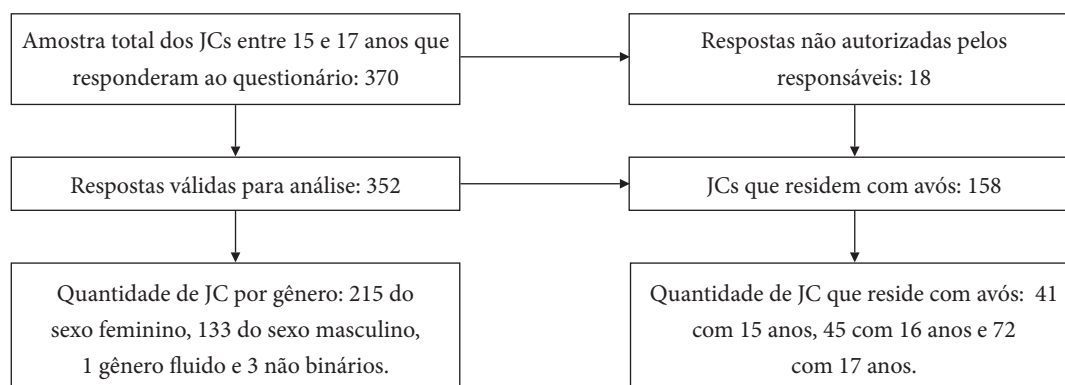 Amostra total dos JCs entre 15 e 17 anos que
responderam ao questionário: 370
Respostas não autorizadas pelos
responsáveis: 18
Respostas válidas para análise: 352
JCs que residem com avós: 158
Quantidade de JC por gênero: 215 do
sexo feminino, 133 do sexo masculino,
1 gênero fluido e 3 não binários.
Quantidade de JC que reside com avós: 41
com 15 anos, 45 com 16 anos e 72
com 17 anos.